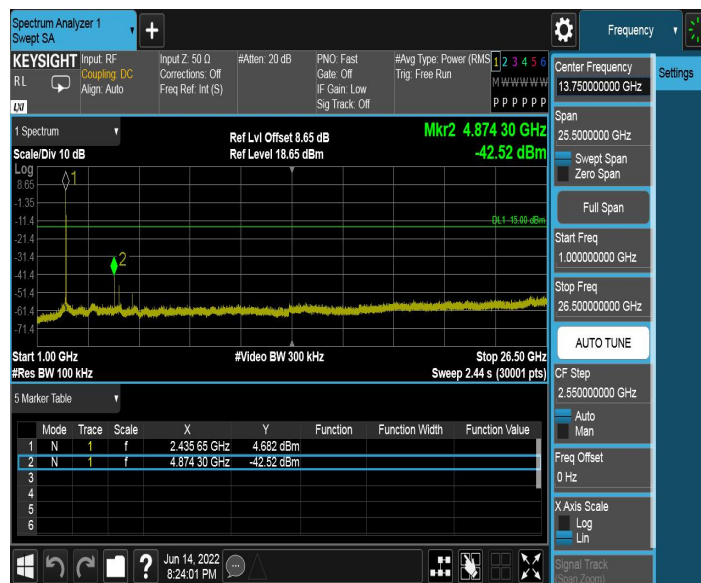 Spectrum Analyzer 1
Swept SA
+
Frequency
KEYSIGHT
RL
LXI
Input: RF
Coupling: DC
Align: Auto
Input Z: 50 Ω
Corrections: Off
Freq Ref: Int (S)
#Atten: 20 dB
PNO: Fast
Gate: Off
IF Gain: Low
Sig Track: Off
#Avg Type: Power (RMS
Trig: Free Run
1 2 3 4 5 6
M W W W W W
P P P P P P
Center Frequency
13.750000000 GHz
Settings
1 Spectrum
Scale/Div 10 dB
Ref Lvl Offset 8.65 dB
Ref Level 18.65 dBm
Mkr2 4.874 30 GHz
-42.52 dBm
Log
8.65
-1.35
-11.4
-21.4
-31.4
-41.4
-51.4
-61.4
-71.4
1
2
DL1 -15.00 dBm
Start 1.00 GHz
#Res BW 100 kHz
#Video BW 300 kHz
Stop 26.50 GHz
Sweep 2.44 s (30001 pts)
Span
25.5000000 GHz
Swept Span
Zero Span
Full Span
Start Freq
1.000000000 GHz
Stop Freq
26.500000000 GHz
AUTO TUNE
CF Step
2.550000000 GHz
Auto
Man
Freq Offset
0 Hz
X Axis Scale
Log
Lin
Signal Track
(Span Zoom)
5 Marker Table
Mode Trace Scale X Y Function Function Width Function Value
1 N 1 f 2.435 65 GHz 4.682 dBm
2 N 1 f 4.874 30 GHz -42.52 dBm
3
4
5
6
?
Jun 14, 2022
8:24:01 PM